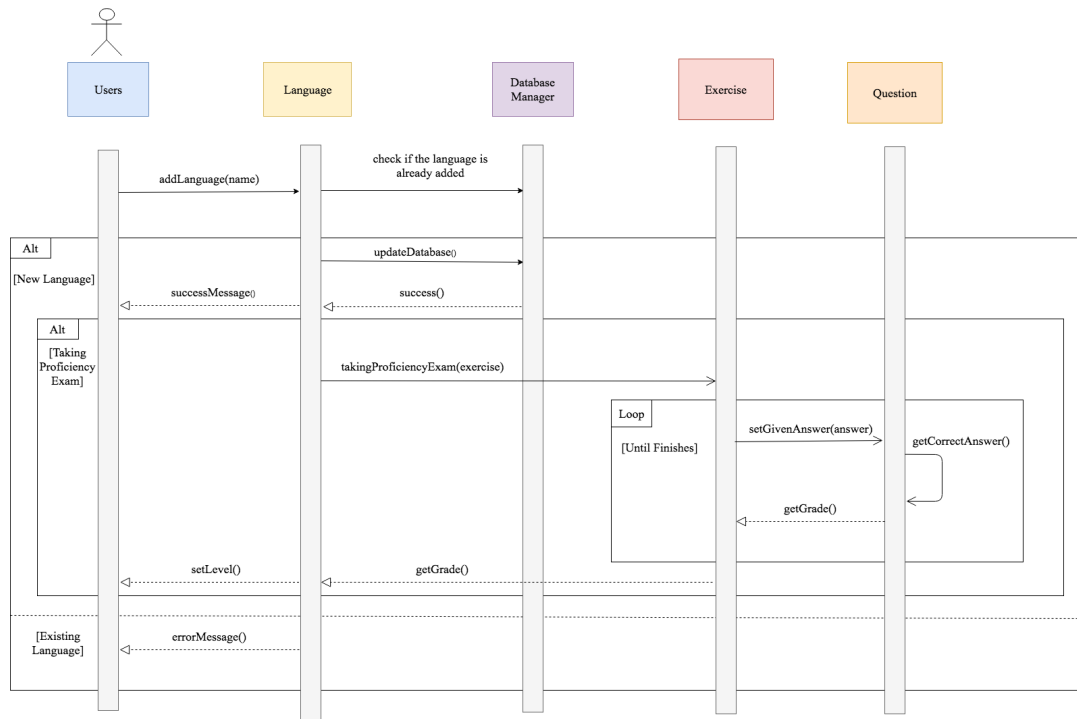 Users
Language
Database
Manager
Exercise
Question
check if the language is
already added
addLanguage(name)
Alt
updateDatabase()
[New Language]
successMessage()
success()
Alt
[Taking
Proficiency
Exam]
takingProficiencyExam(exercise)
Loop
setGivenAnswer(answer)
getCorrectAnswer()
[Until Finishes]
getGrade()
setLevel()
getGrade()
[Existing
Language]
errorMessage()